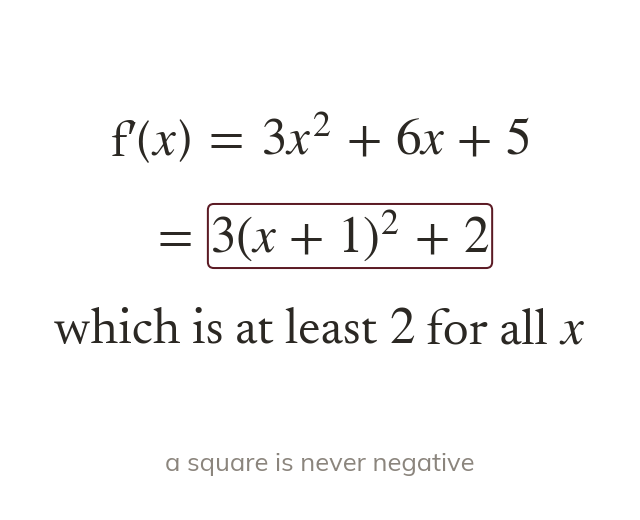 f′(x) = 3x² + 6x + 5
= 3(x + 1)² + 2
which is at least 2 for all x
a square is never negative